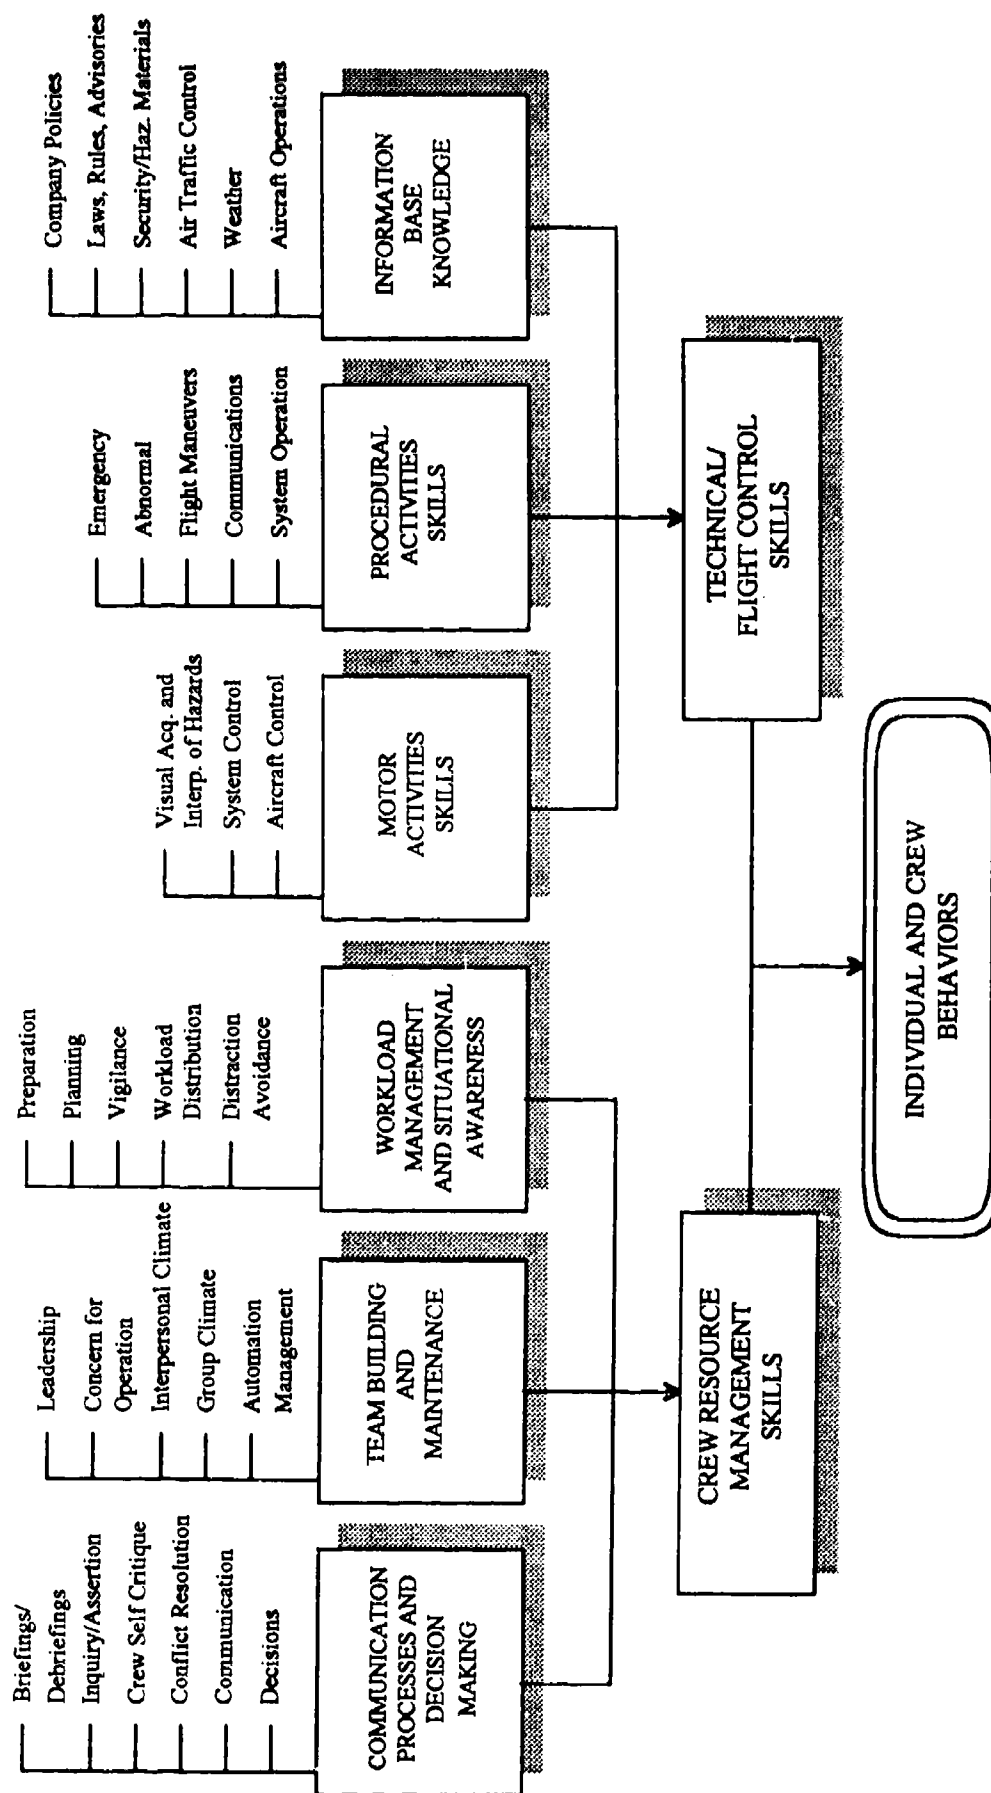 Briefings/
Debriefings
Inquiry/Assertion
Crew Self Critique
Conflict Resolution
Communication
Decisions
COMMUNICATION
PROCESSES AND
DECISION
MAKING
Leadership
Concern for
Operation
Interpersonal Climate
Group Climate
Automation
Management
TEAM BUILDING
AND
MAINTENANCE
Preparation
Planning
Vigilance
Workload
Distribution
Distraction
Avoidance
WORKLOAD
MANAGEMENT
AND SITUATIONAL
AWARENESS
Visual Acq. and
Interp. of Hazards
System Control
Aircraft Control
MOTOR
ACTIVITIES
SKILLS
Emergency
Abnormal
Flight Maneuvers
Communications
System Operation
PROCEDURAL
ACTIVITIES
SKILLS
Company Policies
Laws, Rules, Advisories
Security/Haz. Materials
Air Traffic Control
Weather
Aircraft Operations
INFORMATION
BASE
KNOWLEDGE
CREW RESOURCE
MANAGEMENT
SKILLS
TECHNICAL/
FLIGHT CONTROL
SKILLS
INDIVIDUAL AND CREW
BEHAVIORS